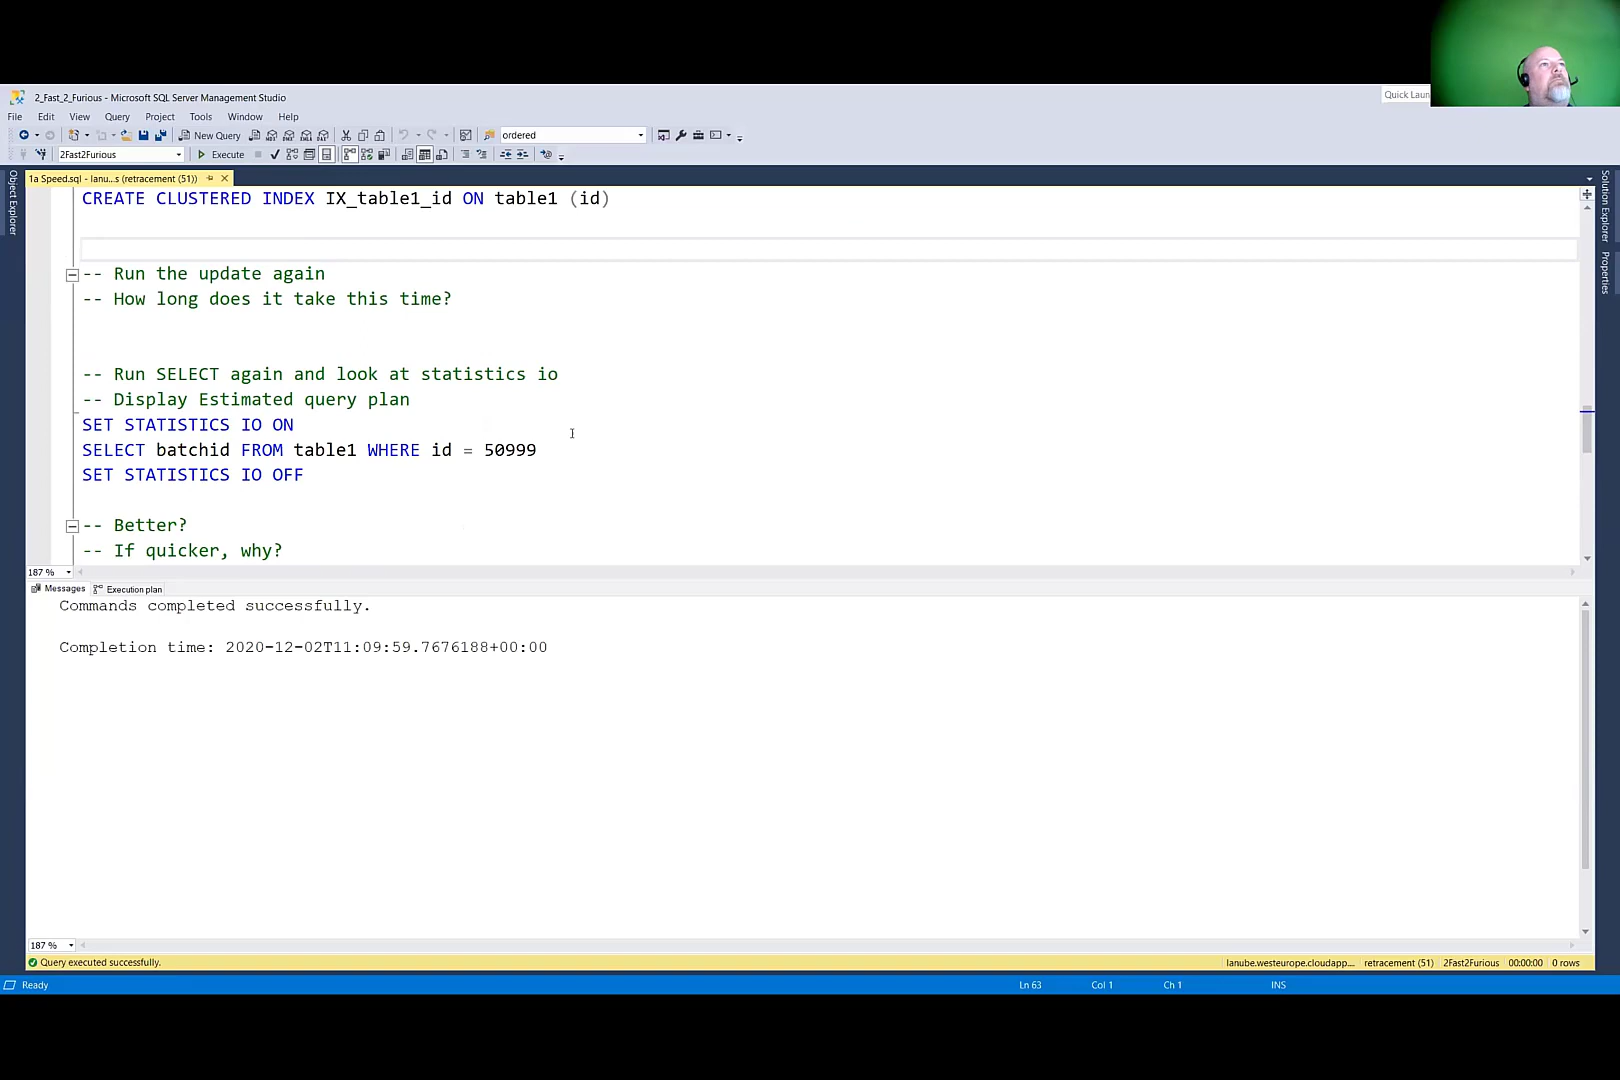 2_Fast_2_Furious - Microsoft SQL Server Management Studio
Quick Laun
File Edit View Query Project Tools Window Help
New Query
ordered
2Fast2Furious
Execute
1a Speed.sql - lanu...s (retracement (51))
Object Explorer
Solution Explorer
Properties
CREATE CLUSTERED INDEX IX_table1_id ON table1 (id)
-- Run the update again
-- How long does it take this time?
-- Run SELECT again and look at statistics io
-- Display Estimated query plan
SET STATISTICS IO ON
SELECT batchid FROM table1 WHERE id = 50999
SET STATISTICS IO OFF
-- Better?
-- If quicker, why?
187 %
Messages Execution plan
Commands completed successfully.
Completion time: 2020-12-02T11:09:59.7676188+00:00
187 %
Query executed successfully.
lanube.westeurope.cloudapp.... retracement (51) 2Fast2Furious 00:00:00 0 rows
Ready
Ln 63 Col 1 Ch 1 INS